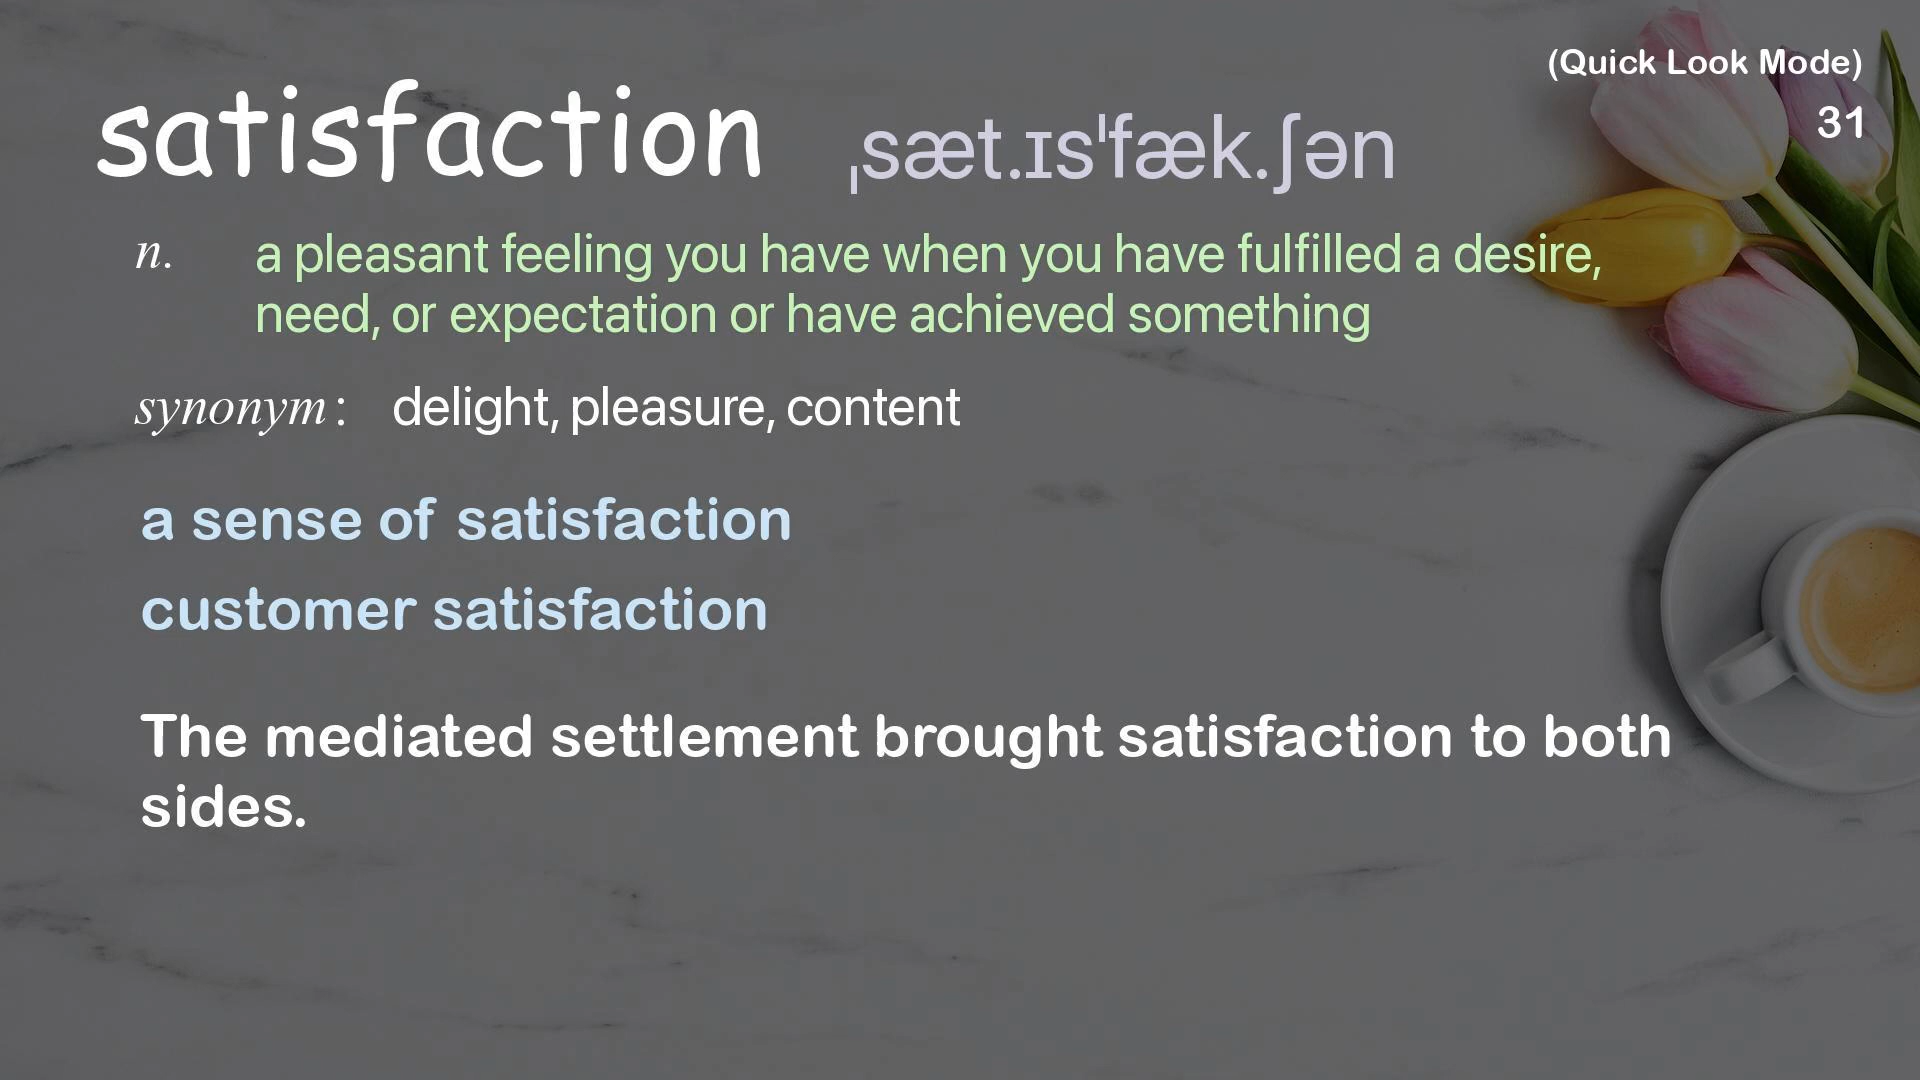 (Quick Look Mode)
31
satisfaction ˌsæt.ɪsˈfæk.ʃən
n. a pleasant feeling you have when you have fulfilled a desire,
need, or expectation or have achieved something
synonym: delight, pleasure, content
a sense of satisfaction
customer satisfaction
The mediated settlement brought satisfaction to both
sides.